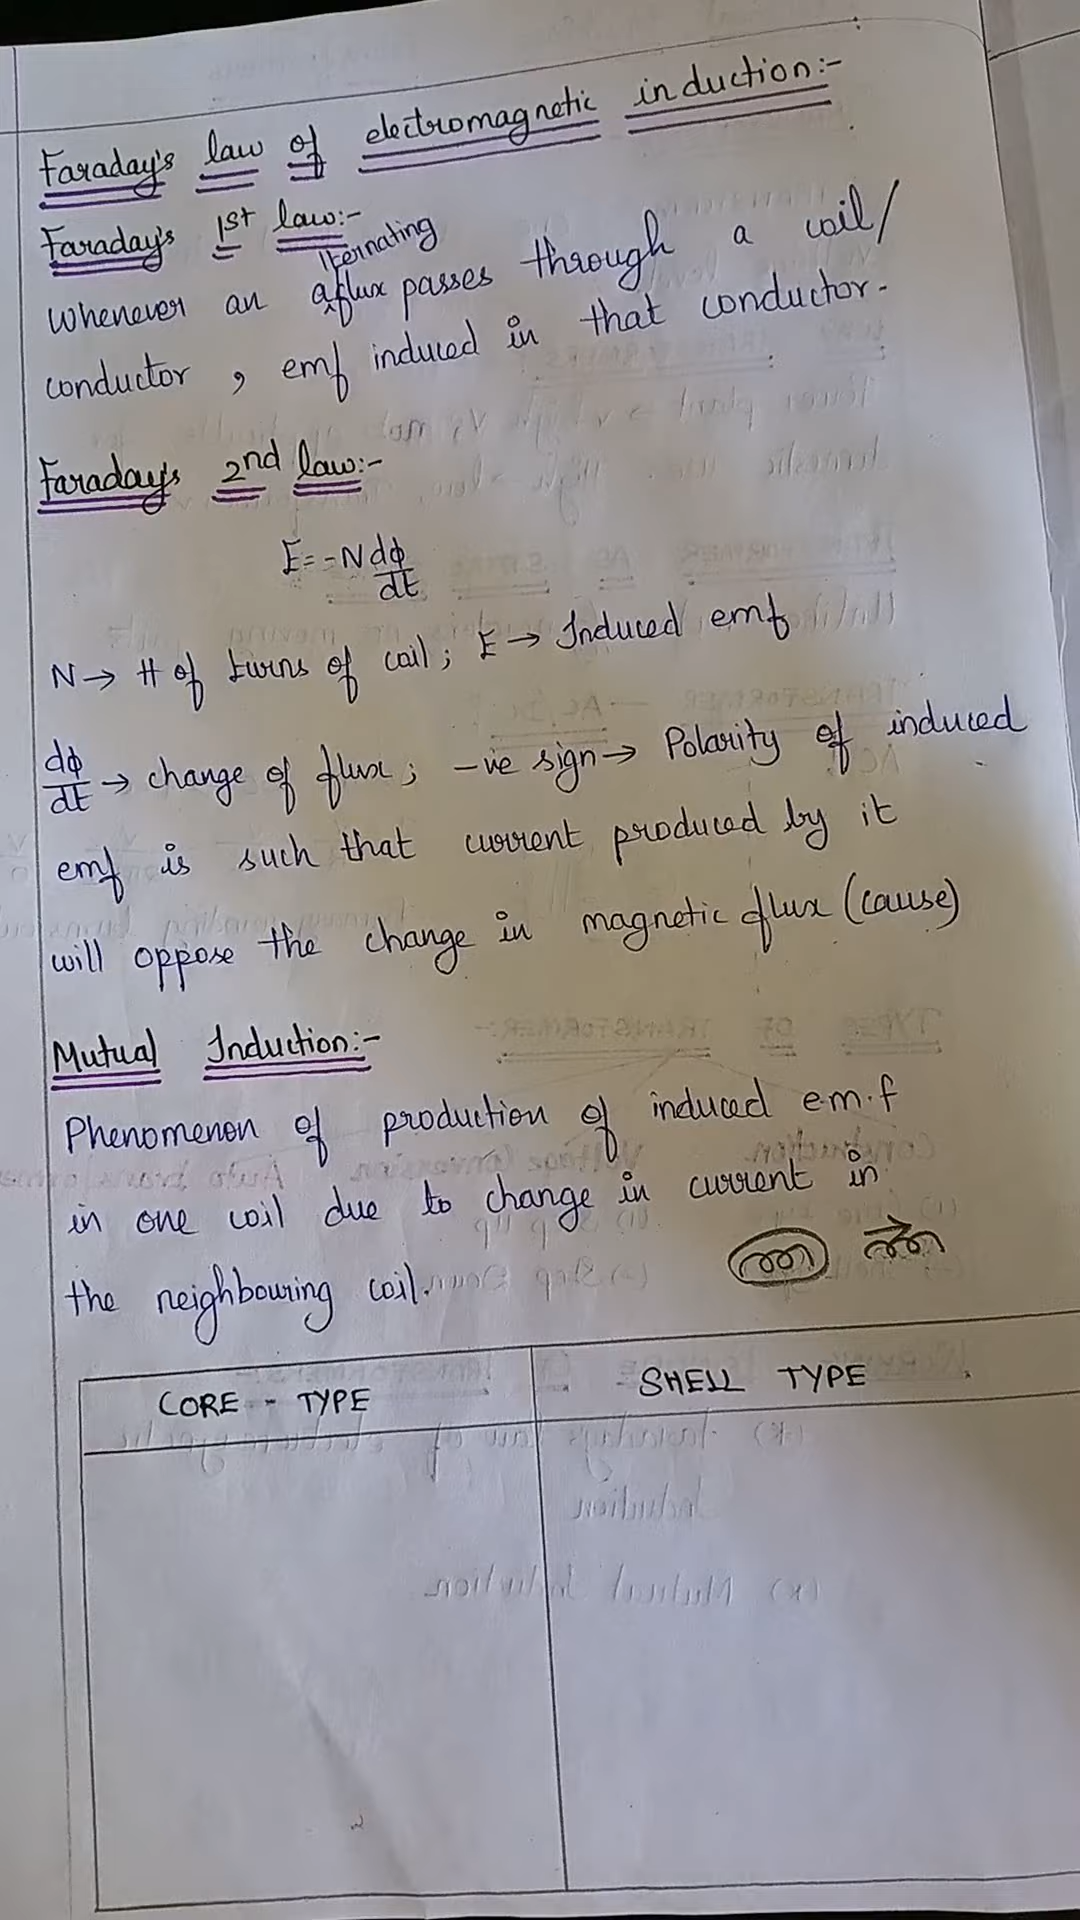 Faraday's law of electromagnetic induction:-
Faraday's 1st law:-
Whenever an alternating flux passes through a coil/
conductor, emf induced in that conductor.
Faraday's 2nd law:-
E = -N dφ/dt
N → # of turns of coil; E → Induced emf
dφ/dt → change of flux; -ive sign → Polarity of induced
emf is such that current produced by it
will oppose the change in magnetic flux (cause)
Mutual Induction:-
Phenomenon of production of induced e.m.f
in one coil due to change in current in
the neighbouring coil.
CORE - TYPE SHELL TYPE